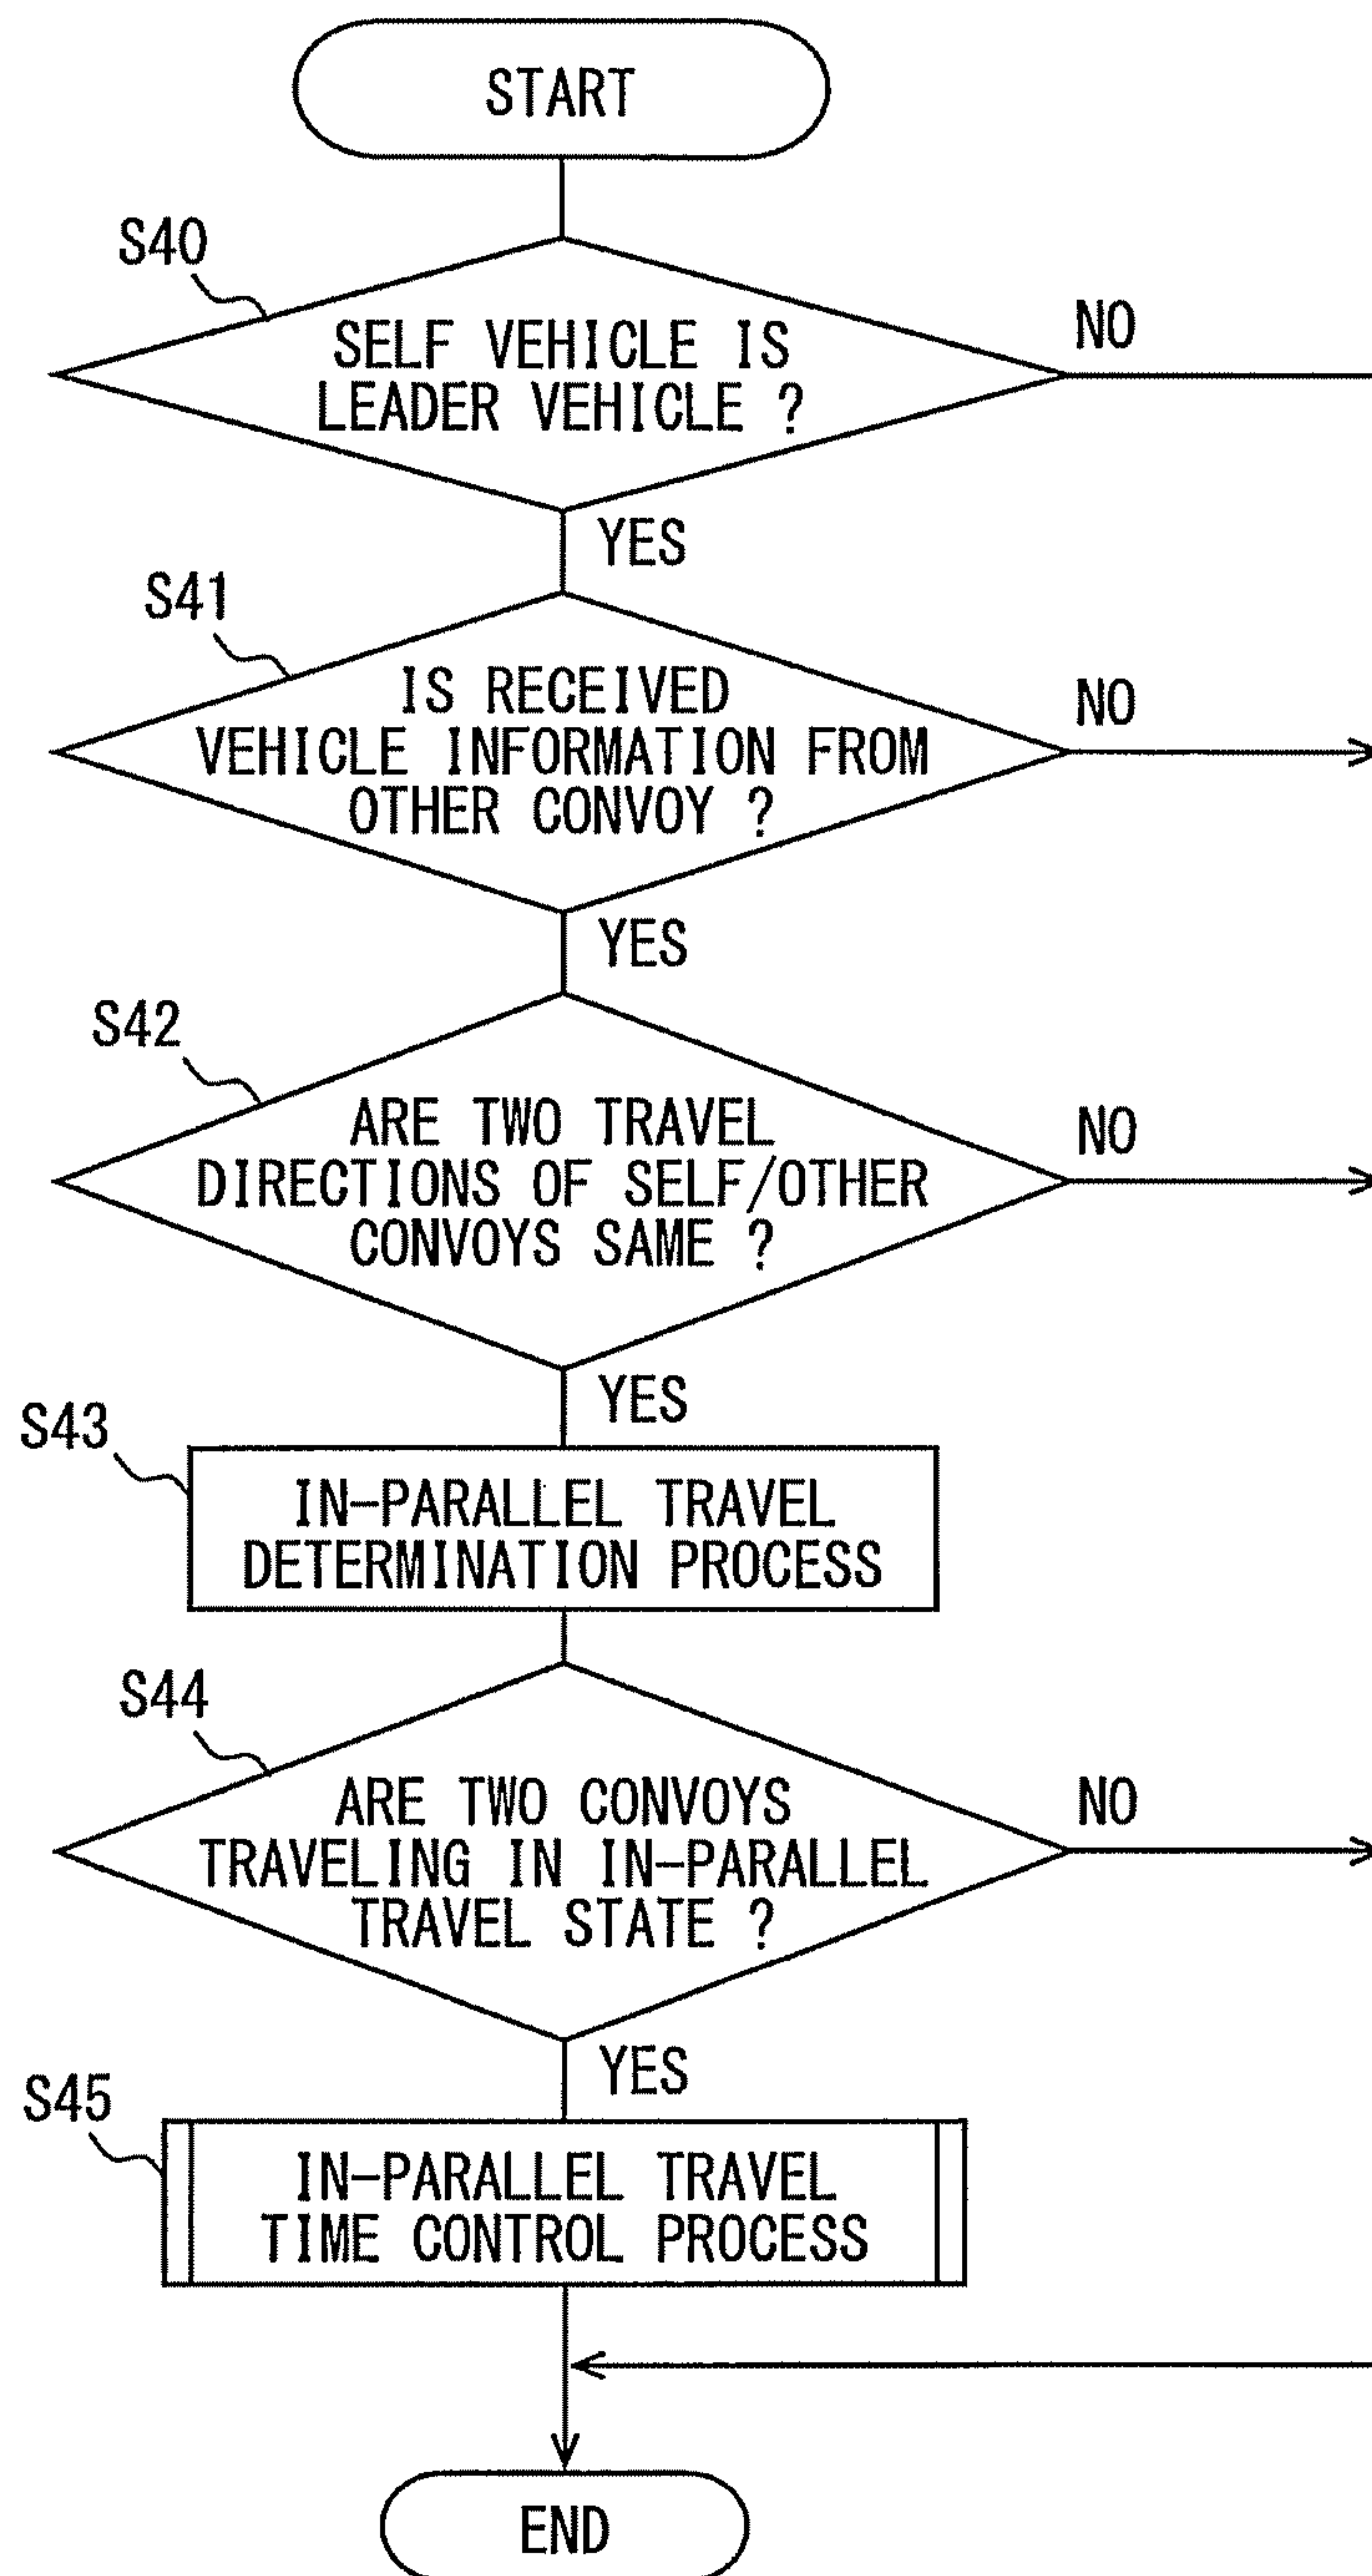 START
S40
SELF VEHICLE IS
LEADER VEHICLE ?
NO
YES
S41
IS RECEIVED
VEHICLE INFORMATION FROM
OTHER CONVOY ?
NO
YES
S42
ARE TWO TRAVEL
DIRECTIONS OF SELF/OTHER
CONVOYS SAME ?
NO
YES
S43
IN-PARALLEL TRAVEL
DETERMINATION PROCESS
S44
ARE TWO CONVOYS
TRAVELING IN IN-PARALLEL
TRAVEL STATE ?
NO
YES
S45
IN-PARALLEL TRAVEL
TIME CONTROL PROCESS
END